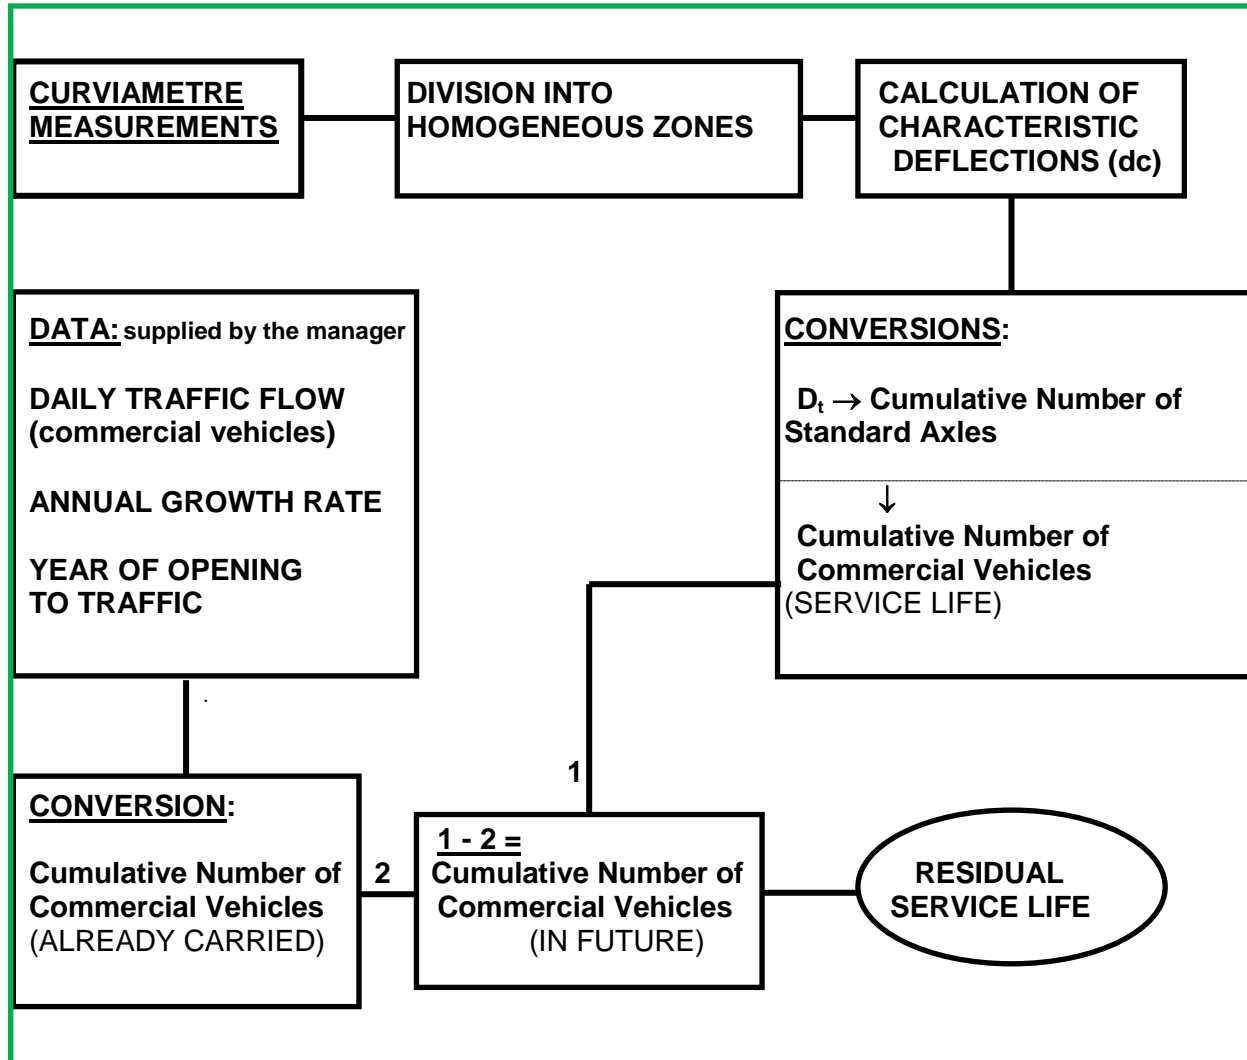 CURVIAMETRE
MEASUREMENTS
DIVISION INTO
HOMOGENEOUS ZONES
CALCULATION OF
CHARACTERISTIC
DEFLECTIONS (dc)
DATA: supplied by the manager
DAILY TRAFFIC FLOW
(commercial vehicles)
ANNUAL GROWTH RATE
YEAR OF OPENING
TO TRAFFIC
CONVERSIONS:
Dt → Cumulative Number of
Standard Axles
↓
Cumulative Number of
Commercial Vehicles
(SERVICE LIFE)
1
CONVERSION:
Cumulative Number of
Commercial Vehicles
(ALREADY CARRIED)
2
1 - 2 =
Cumulative Number of
Commercial Vehicles
(IN FUTURE)
RESIDUAL
SERVICE LIFE